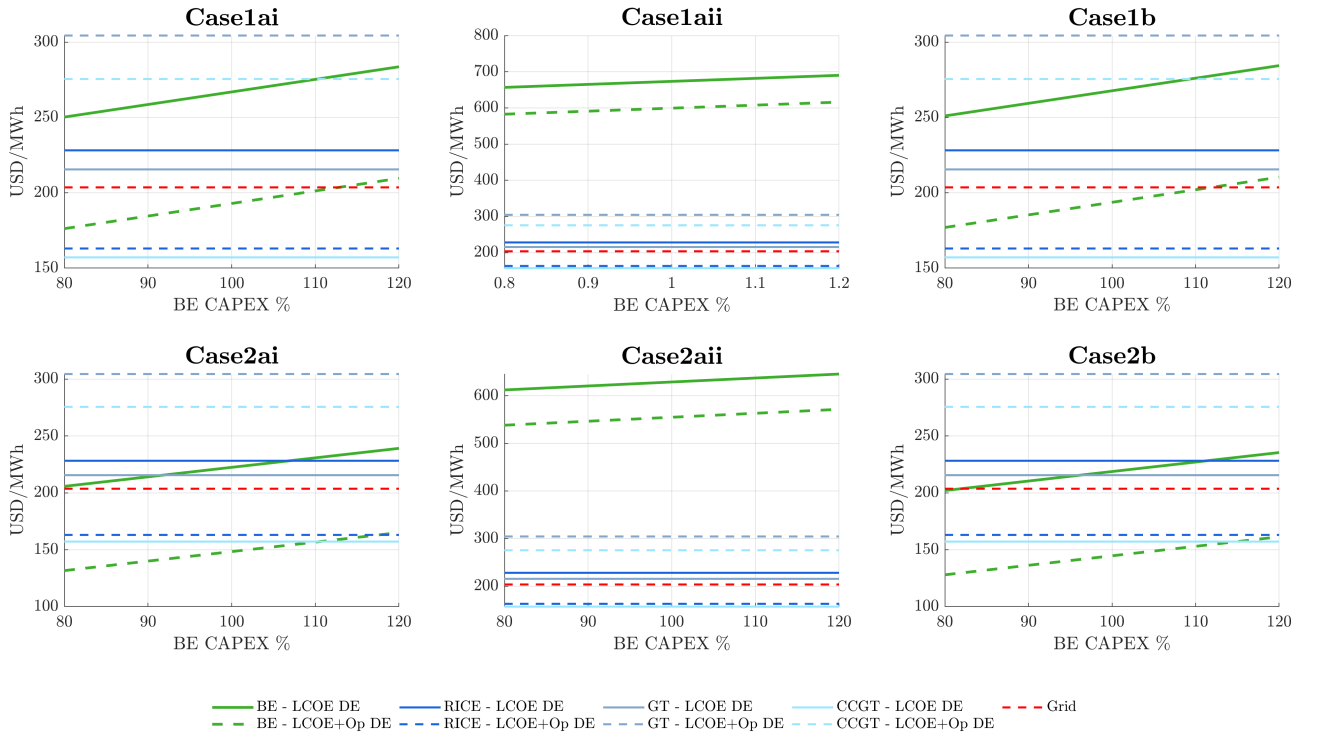 Case1ai
USD/MWh
300
250
200
150
80 90 100 110 120
BE CAPEX %
Case1aii
USD/MWh
800
700
600
500
400
300
200
0.8 0.9 1 1.1 1.2
BE CAPEX %
Case1b
USD/MWh
300
250
200
150
80 90 100 110 120
BE CAPEX %
Case2ai
USD/MWh
300
250
200
150
100
80 90 100 110 120
BE CAPEX %
Case2aii
USD/MWh
600
500
400
300
200
80 90 100 110 120
BE CAPEX %
Case2b
USD/MWh
300
250
200
150
100
80 90 100 110 120
BE CAPEX %
BE - LCOE DE RICE - LCOE DE GT - LCOE DE CCGT - LCOE DE Grid
BE - LCOE+Op DE RICE - LCOE+Op DE GT - LCOE+Op DE CCGT - LCOE+Op DE